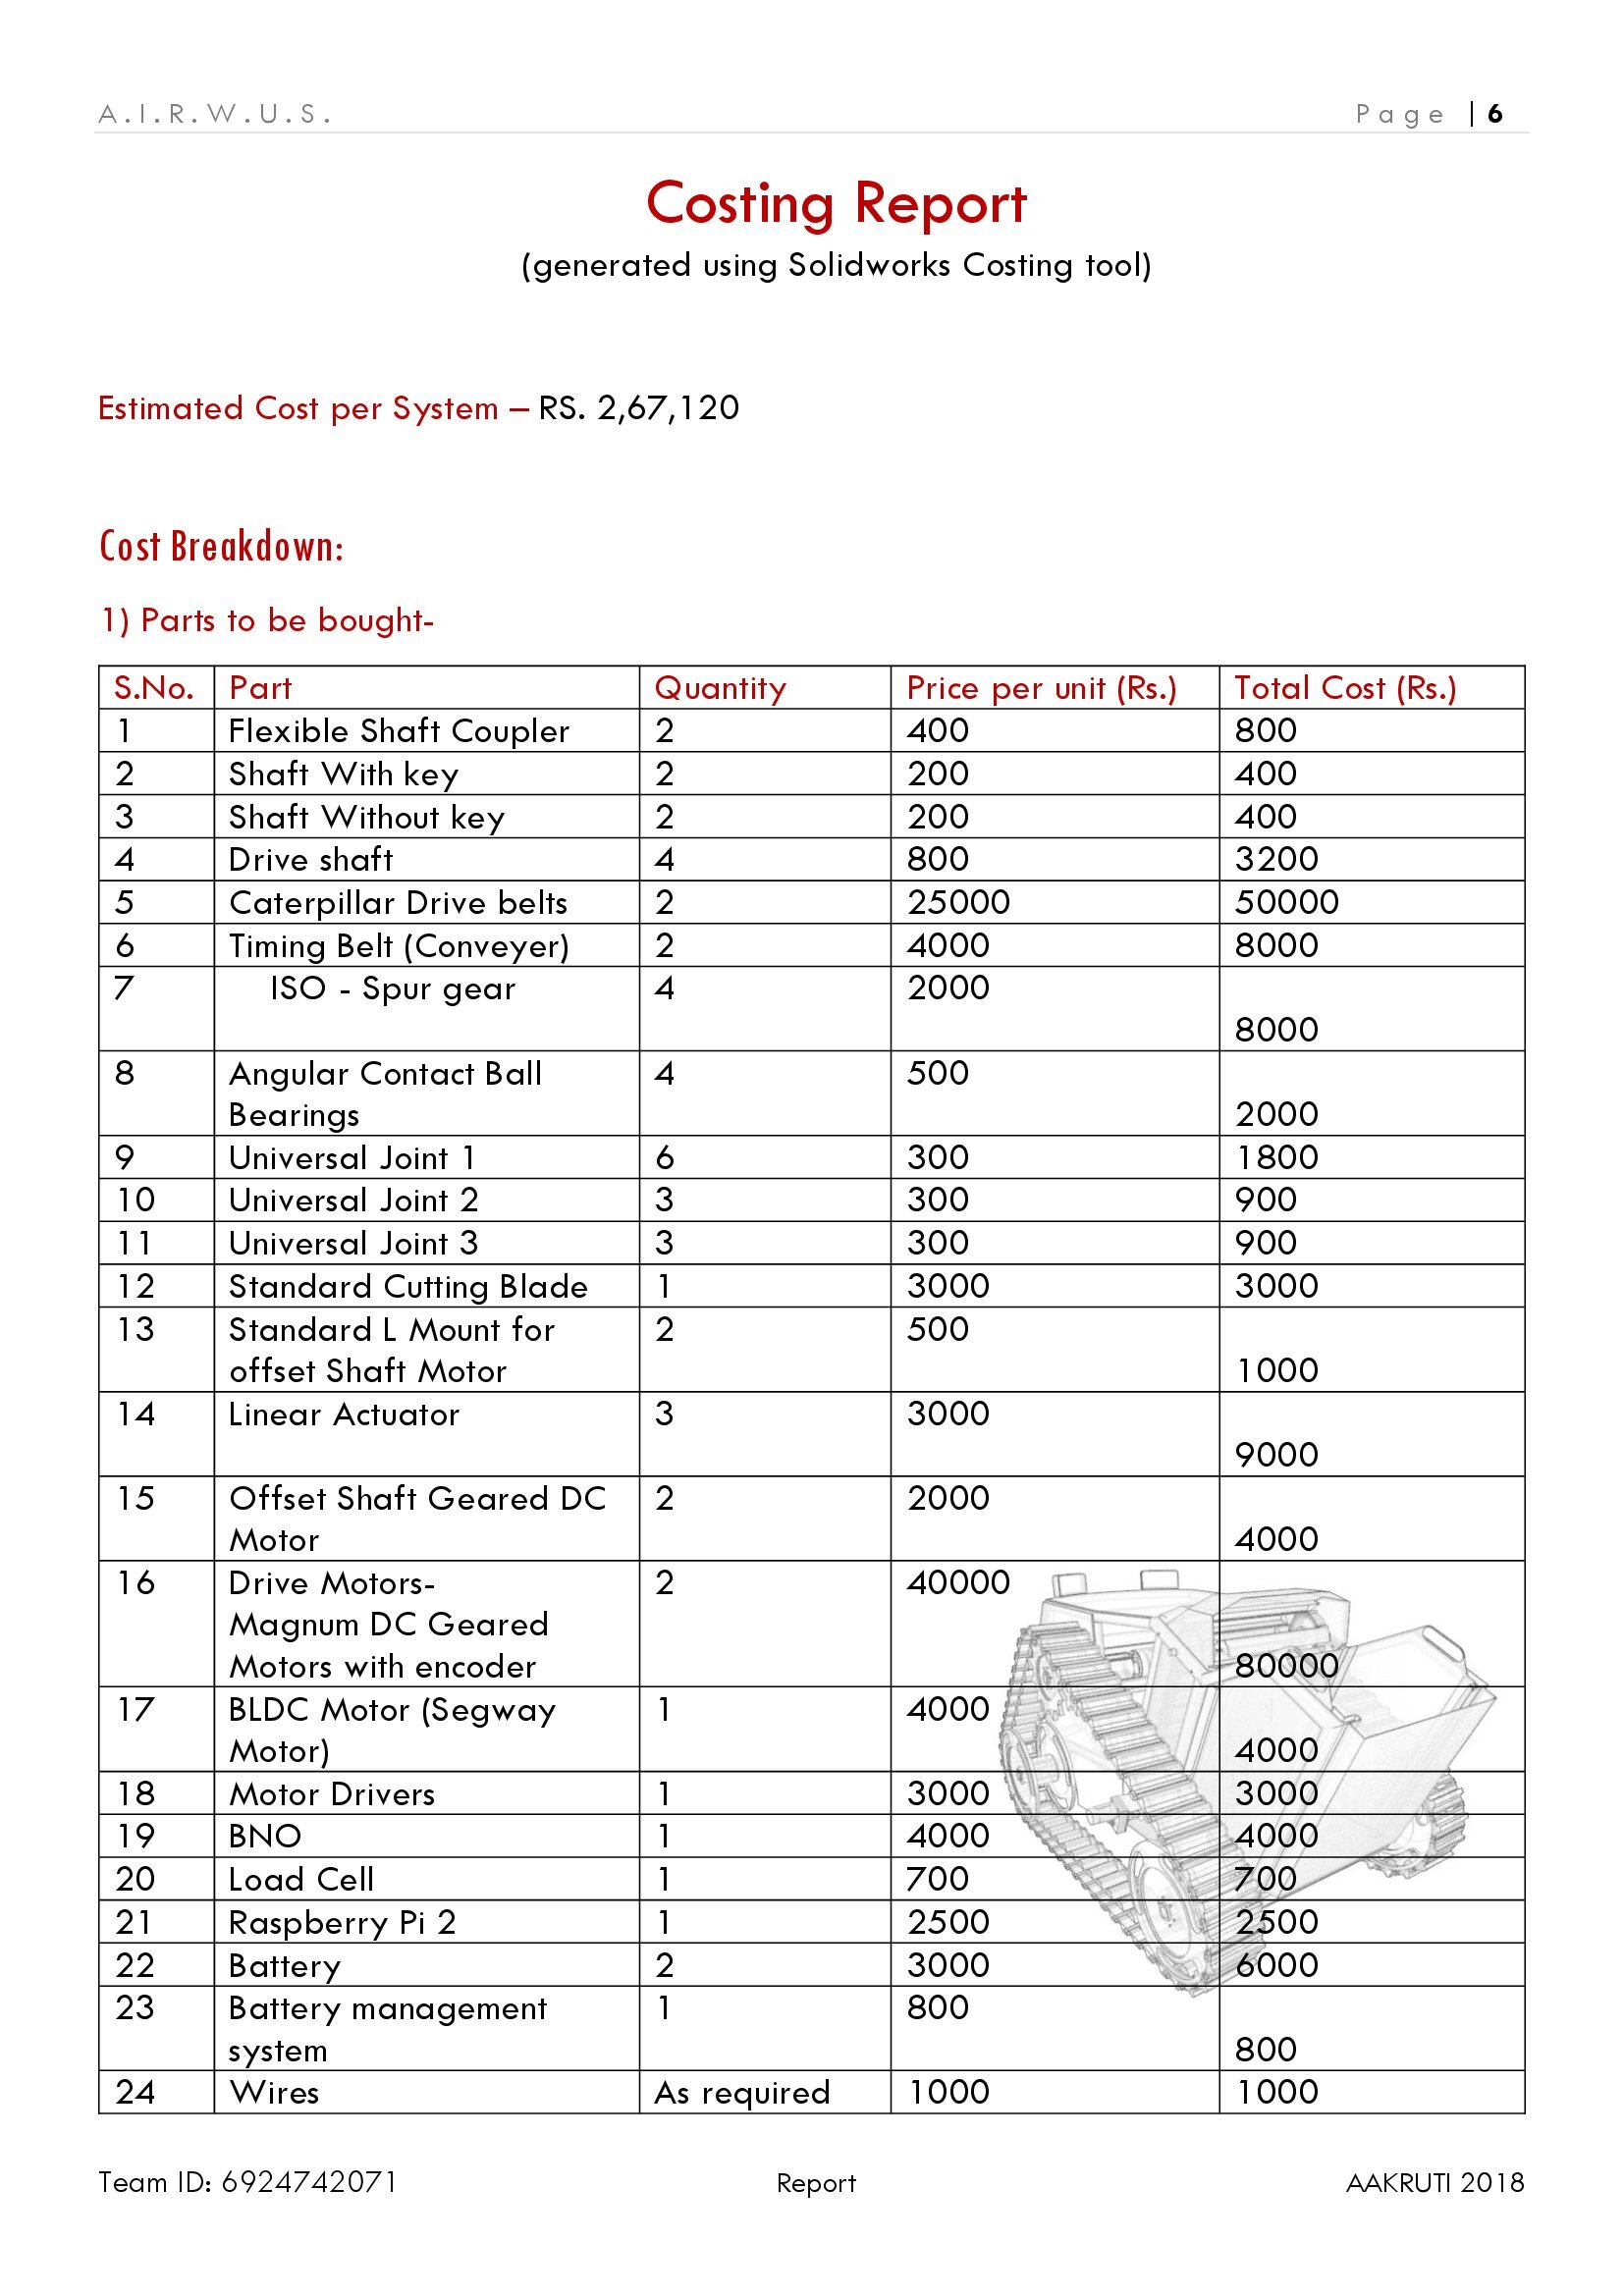 A.I.R.W.U.S. Page | 6
Costing Report
(generated using Solidworks Costing tool)
Estimated Cost per System – RS. 2,67,120
Cost Breakdown:
1) Parts to be bought-
S.No. Part Quantity Price per unit (Rs.) Total Cost (Rs.)
1 Flexible Shaft Coupler 2 400 800
2 Shaft With key 2 200 400
3 Shaft Without key 2 200 400
4 Drive shaft 4 800 3200
5 Caterpillar Drive belts 2 25000 50000
6 Timing Belt (Conveyer) 2 4000 8000
7 ISO - Spur gear 4 2000
8000
8 Angular Contact Ball 4 500
Bearings 2000
9 Universal Joint 1 6 300 1800
10 Universal Joint 2 3 300 900
11 Universal Joint 3 3 300 900
12 Standard Cutting Blade 1 3000 3000
13 Standard L Mount for 2 500
offset Shaft Motor 1000
14 Linear Actuator 3 3000
9000
15 Offset Shaft Geared DC 2 2000
Motor 4000
16 Drive Motors- 2 40000
Magnum DC Geared
Motors with encoder 80000
17 BLDC Motor (Segway 1 4000
Motor) 4000
18 Motor Drivers 1 3000 3000
19 BNO 1 4000 4000
20 Load Cell 1 700 700
21 Raspberry Pi 2 1 2500 2500
22 Battery 2 3000 6000
23 Battery management 1 800
system 800
24 Wires As required 1000 1000
Team ID: 6924742071 Report AAKRUTI 2018